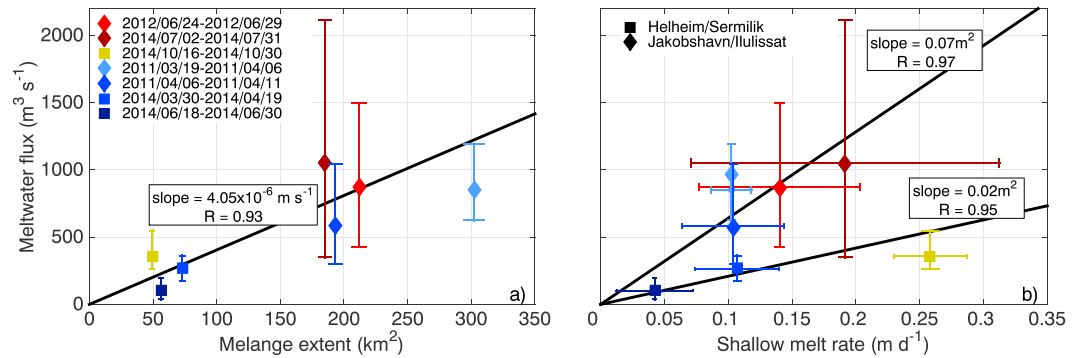 2000
1500
1000
500
0
Meltwater flux (m³ s⁻¹)
2012/06/24-2012/06/29
2014/07/02-2014/07/31
2014/10/16-2014/10/30
2011/03/19-2011/04/06
2011/04/06-2011/04/11
2014/03/30-2014/04/19
2014/06/18-2014/06/30
slope = 4.05x10⁻⁶ m s⁻¹
R = 0.93
a)
0 50 100 150 200 250 300 350
Melange extent (km²)
Helheim/Sermilik
Jakobshavn/Ilulissat
slope = 0.07m²
R = 0.97
slope = 0.02m²
R = 0.95
b)
0 0.05 0.1 0.15 0.2 0.25 0.3 0.35
Shallow melt rate (m d⁻¹)